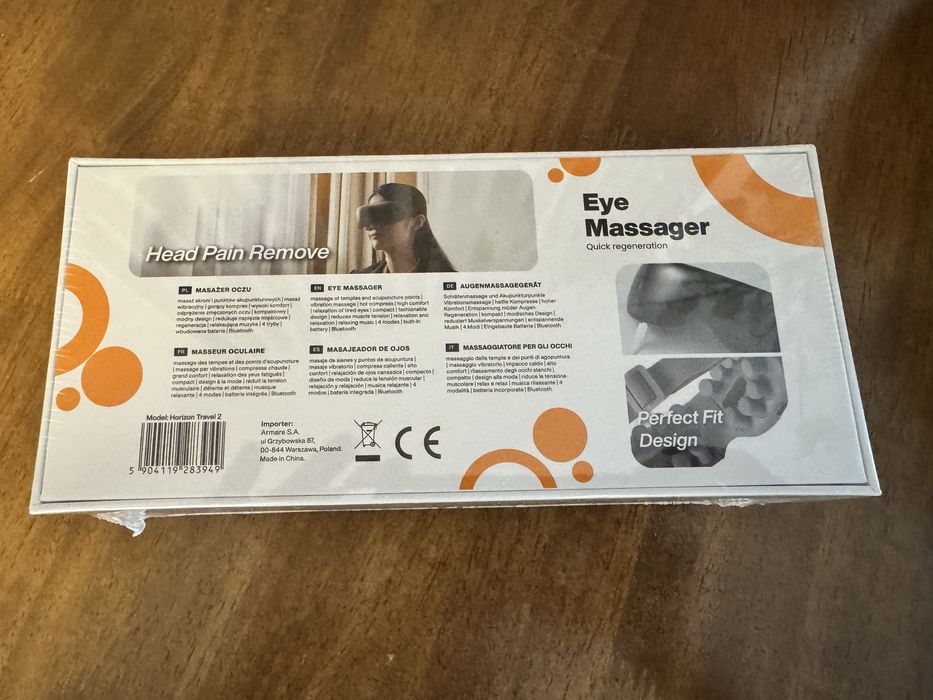 Head Pain Remove
Eye
Massager
Quick regeneration
PL MASAŻER OCZU
masaż skroni i punktów akupunkturowych | masaż
wibracyjny | gorący kompres | wysoki komfort |
odprężenie zmęczonych oczu | kompaktowy |
modny design | redukuje napięcie mięśniowe |
regeneracja | relaksująca muzyka | 4 tryby |
wbudowana bateria | Bluetooth
EN EYE MASSAGER
massage of temples and acupuncture points |
vibration massage | hot compress | high comfort
| relaxation of tired eyes | compact | fashionable
design | reduces muscle tension | relaxation and
relaxation | relaxing music | 4 modes | built-in
battery | Bluetooth
DE AUGENMASSAGEGERÄT
Schläfenmassage und Akupunkturpunkte
Vibrationsmassage | heiße Kompresse | hoher
Komfort | Entspannung müder Augen
Regeneration | kompakt | modisches Design |
reduziert Muskelverspannungen | entspannende
Musik | 4 Modi | Eingebaute Batterie | Bluetooth
FR MASSEUR OCULAIRE
massage des tempes et des points d'acupuncture
| massage par vibrations | compresse chaude |
grand confort | relaxation des yeux fatigués |
compact | design à la mode | réduit la tension
musculaire | détente et détente | musique
relaxante | 4 modes | batterie intégrée | Bluetooth
ES MASAJEADOR DE OJOS
masaje de sienes y puntos de acupuntura |
masaje vibratorio | compresa caliente | alto
confort | relajación de ojos cansados | compacto |
diseño de moda | reduce la tensión muscular |
relajación y relajación | música relajante | 4
modos | batería integrada | Bluetooth
IT MASSAGGIATORE PER GLI OCCHI
massaggio delle tempie e dei punti di agopuntura
| massaggio vibratorio | impacco caldo | alto
comfort | rilassamento degli occhi stanchi |
compatto | design alla moda | riduce la tensione
muscolare | relax e relax | musica rilassante | 4
modalità | batteria incorporata | Bluetooth
Perfect Fit
Design
Model: Horizon Travel 2
5 904119 283949
Importer:
Armare S.A.
ul Grzybowska 87,
00-844 Warszawa, Poland.
Made in China.
CE